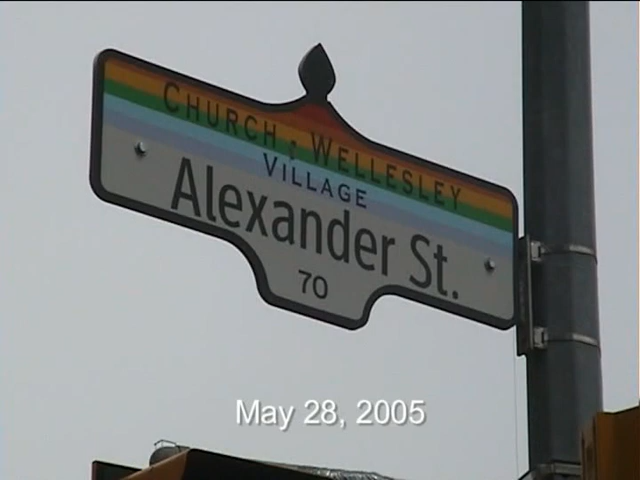 CHURCH : WELLESLEY
VILLAGE
Alexander St.
70
May 28, 2005